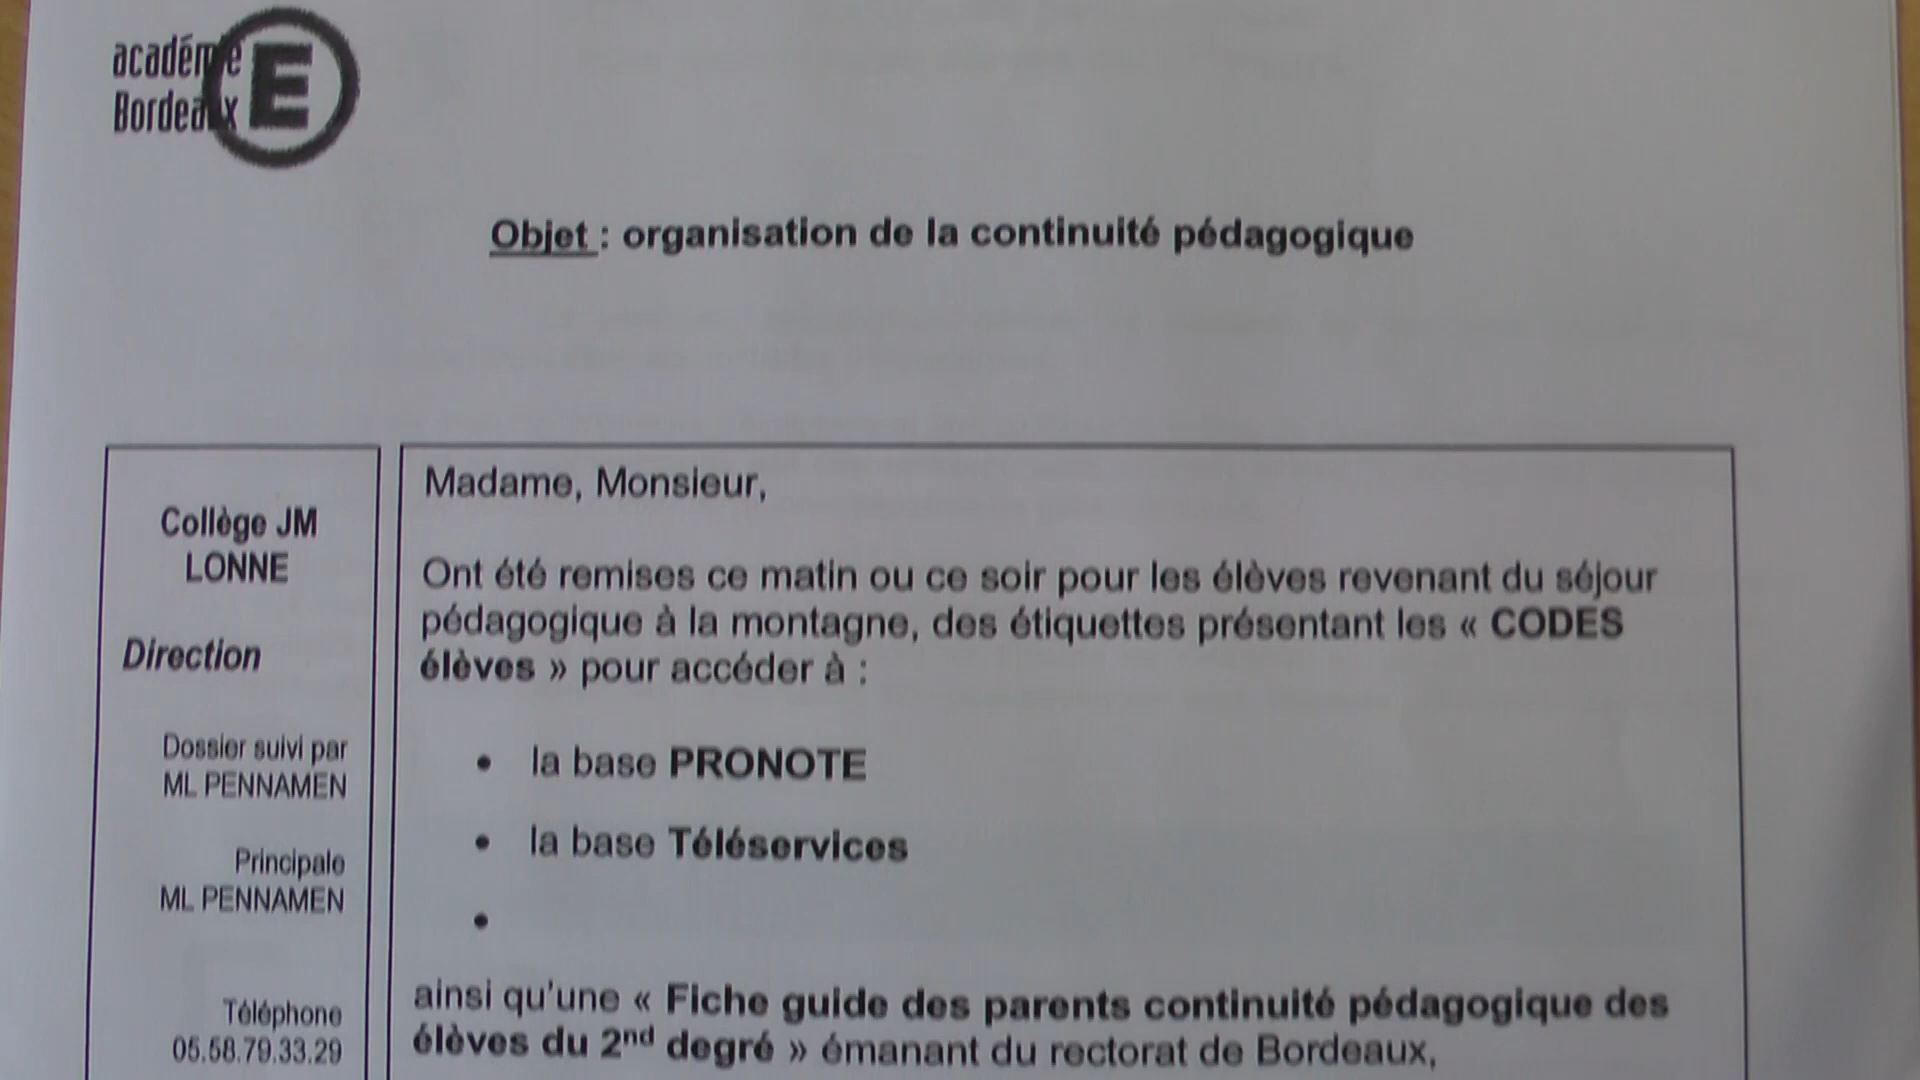 académie
Bordeaux
E
Objet : organisation de la continuité pédagogique
Collège JM
LONNE
Direction
Dossier suivi par
ML PENNAMEN
Principale
ML PENNAMEN
Téléphone
05.58.79.33.29
Madame, Monsieur,
Ont été remises ce matin ou ce soir pour les élèves revenant du séjour
pédagogique à la montagne, des étiquettes présentant les « CODES
élèves » pour accéder à :
• la base PRONOTE
• la base Téléservices
•
ainsi qu'une « Fiche guide des parents continuité pédagogique des
élèves du 2nd degré » émanant du rectorat de Bordeaux,